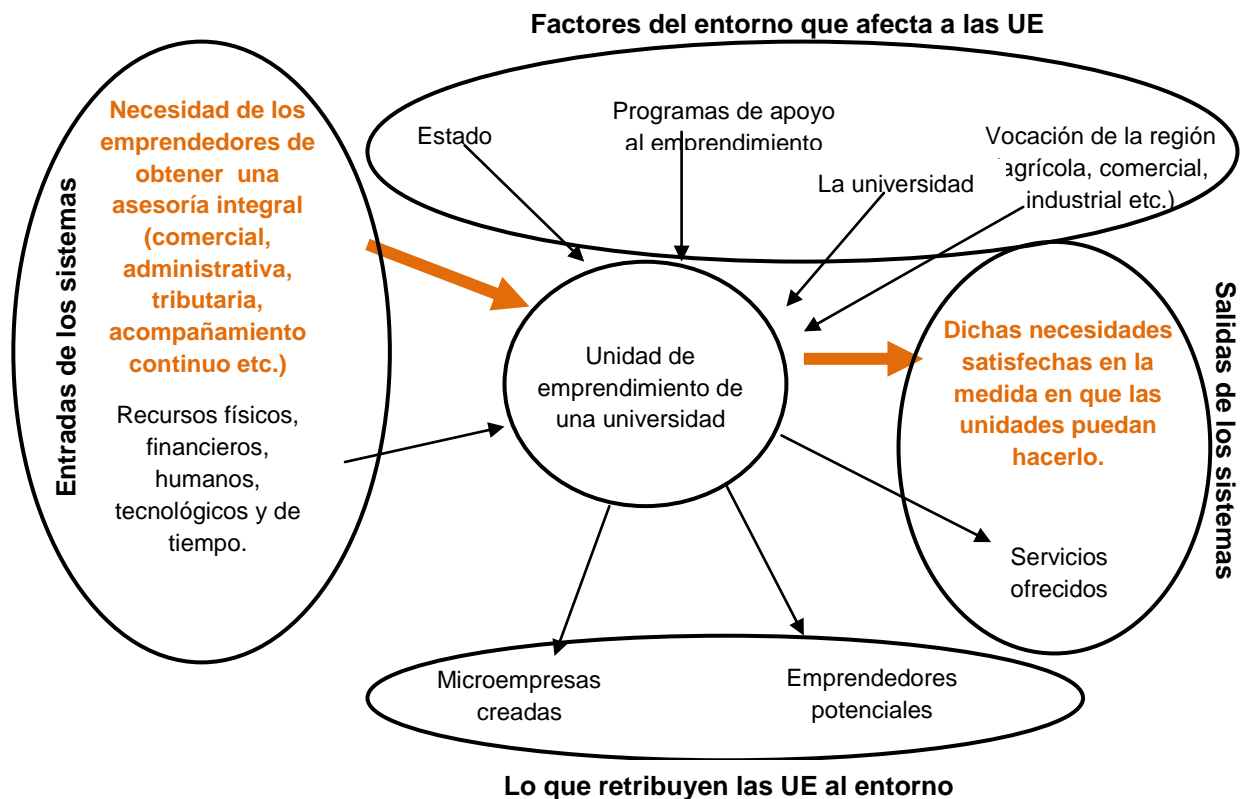 Factores del entorno que afecta a las UE
Entradas de los sistemas
Necesidad de los
emprendedores de
obtener una
asesoría integral
(comercial,
administrativa,
tributaria,
acompañamiento
continuo etc.)
Recursos físicos,
financieros,
humanos,
tecnológicos y de
tiempo.
Estado
Programas de apoyo
al emprendimiento
La universidad
Vocación de la región
agrícola, comercial,
industrial etc.)
Unidad de
emprendimiento de
una universidad
Dichas necesidades
satisfechas en la
medida en que las
unidades puedan
hacerlo.
Servicios
ofrecidos
Salidas de los sistemas
Microempresas
creadas
Emprendedores
potenciales
Lo que retribuyen las UE al entorno